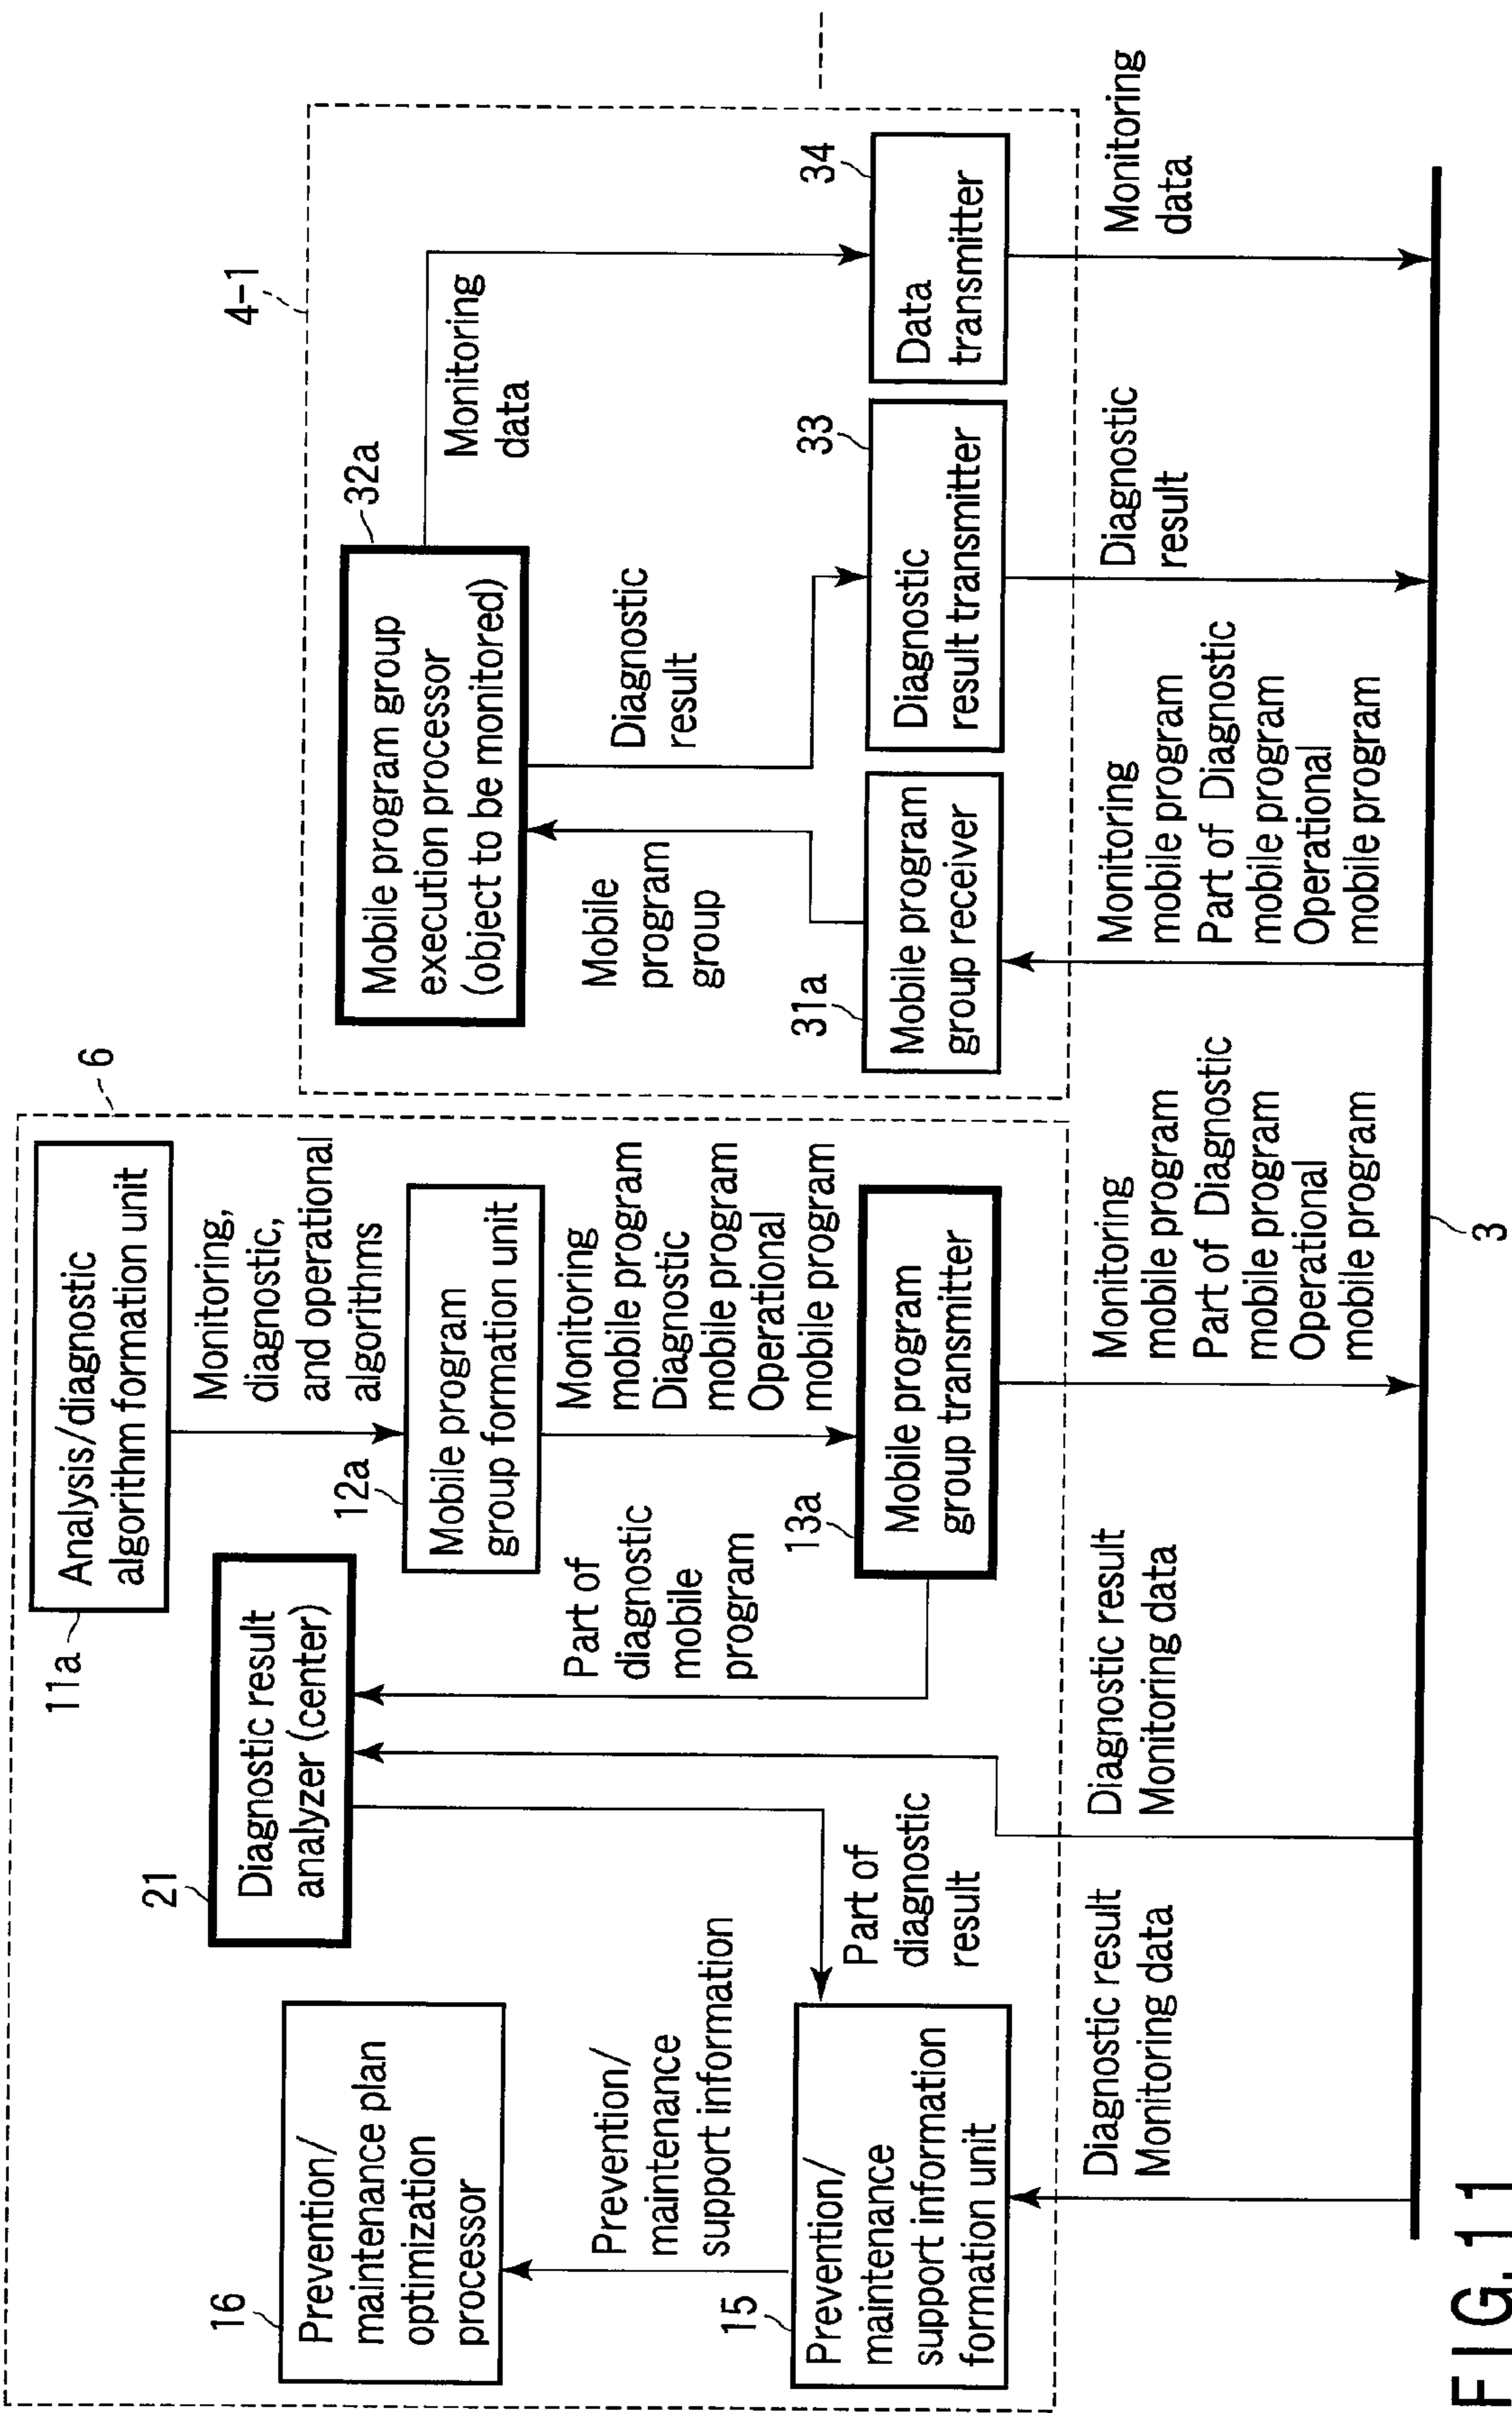 6
11a
Analysis/diagnostic
algorithm formation unit
Monitoring,
diagnostic,
and operational
algorithms
21
Diagnostic result
analyzer (center)
12a
Mobile program
group formation unit
16
Prevention/
maintenance plan
optimization
processor
Prevention/
maintenance
support information
Part of
diagnostic
mobile
program
Monitoring
mobile program
Diagnostic
mobile program
Operational
mobile program
15
Prevention/
maintenance
support information
formation unit
Part of
diagnostic
result
13a
Mobile program
group transmitter
Diagnostic result
Monitoring data
Diagnostic result
Monitoring data
Monitoring
mobile program
Part of Diagnostic
mobile program
Operational
mobile program
4-1
32a
Mobile program group
execution processor
(object to be monitored)
Monitoring
data
Mobile
program
group
Diagnostic
result
31a
Mobile program
group receiver
33
Diagnostic
result transmitter
34
Data
transmitter
Monitoring
mobile program
Part of Diagnostic
mobile program
Operational
mobile program
Diagnostic
result
Monitoring
data
3
FIG. 11